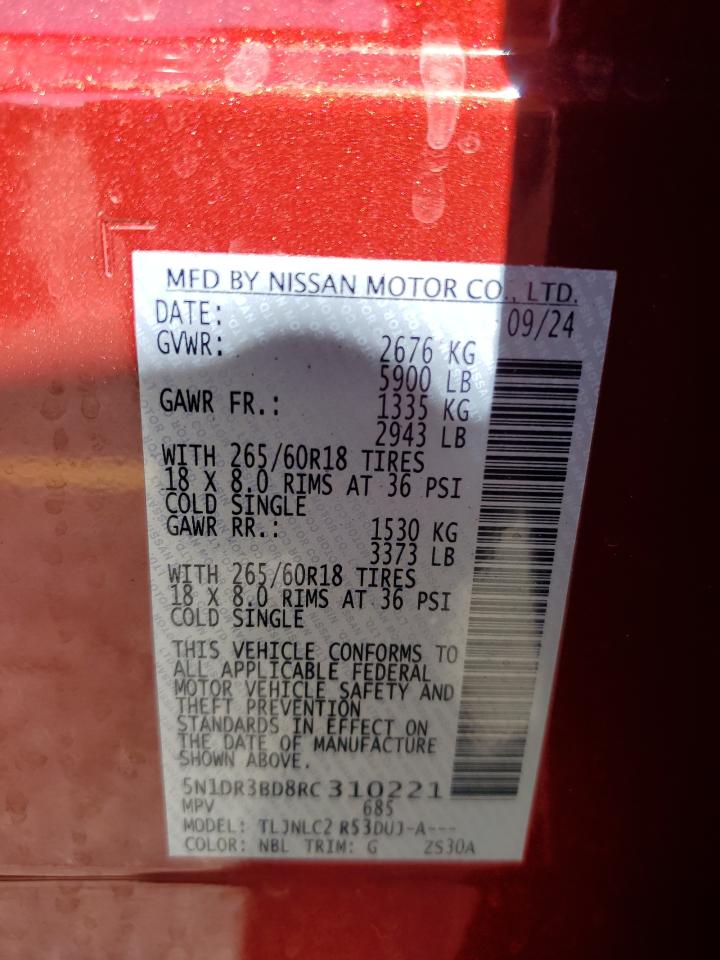 MFD BY NISSAN MOTOR CO., LTD.
DATE: 09/24
GVWR: 2676 KG
5900 LB
GAWR FR.: 1335 KG
2943 LB
WITH 265/60R18 TIRES
18 X 8.0 RIMS AT 36 PSI
COLD SINGLE
GAWR RR.: 1530 KG
3373 LB
WITH 265/60R18 TIRES
18 X 8.0 RIMS AT 36 PSI
COLD SINGLE
THIS VEHICLE CONFORMS TO
ALL APPLICABLE FEDERAL
MOTOR VEHICLE SAFETY AND
THEFT PREVENTION
STANDARDS IN EFFECT ON
THE DATE OF MANUFACTURE
SHOWN ABOVE.
5N1DR3BD8RC310221
MPV 685
MODEL: TLJNLC2 R53DUJ-A---
COLOR: NBL TRIM: G ZS30A